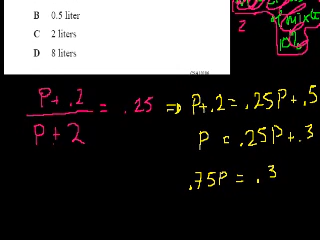 B 0.5 liter
C 2 liters
D 8 liters
P + .2 / P + 2 = .25 ⇒ P + .2 = .25P + .5
P = .25P + .3
.75P = .3
2